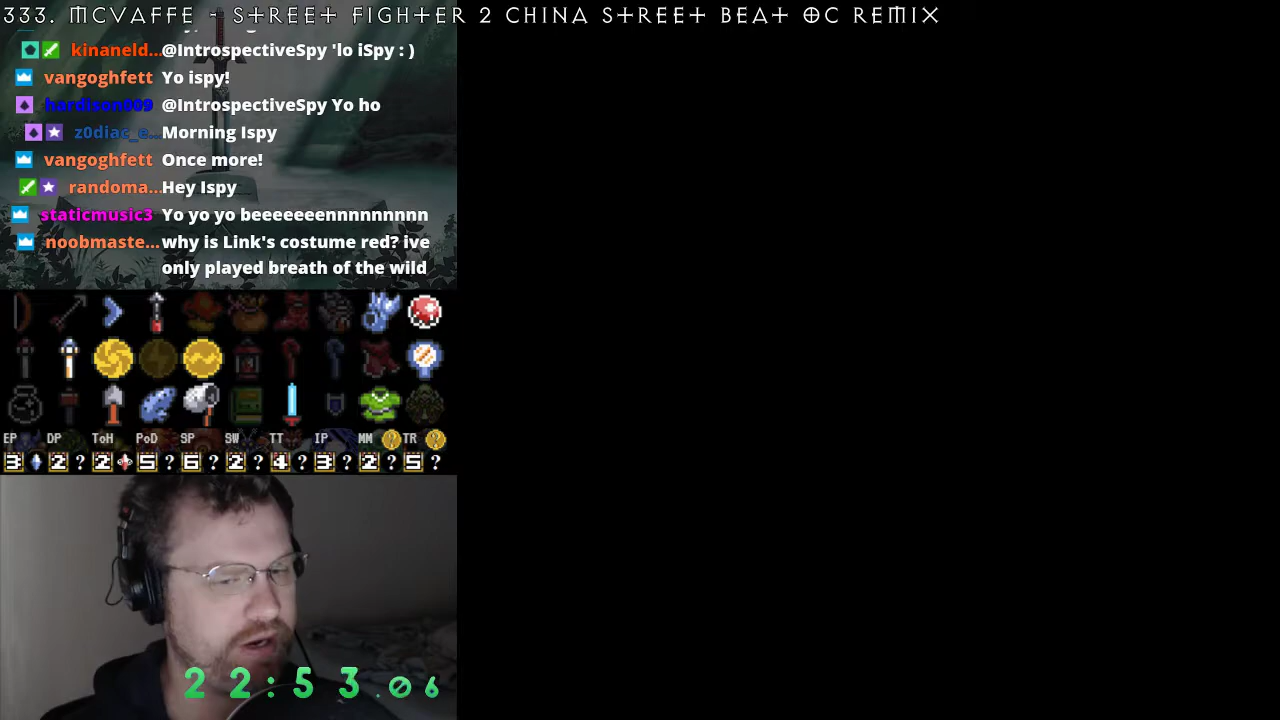 333. MCVAFFE - STREET FIGHTER 2 CHINA STREET BEAT OC REMIX
kinaneld... @IntrospectiveSpy 'lo iSpy : )
vangoghfett Yo ispy!
hardison009 @IntrospectiveSpy Yo ho
z0diac_e... Morning Ispy
vangoghfett Once more!
randoma... Hey Ispy
staticmusic3 Yo yo yo beeeeeeennnnnnnnn
noobmaste... why is Link's costume red? ive
only played breath of the wild
EP DP ToH PoD SP SW TT IP MM ? TR ?
3 2 ? 2 5 ? 6 ? 2 ? 4 ? 3 ? 2 ? 5 ?
22:53.06